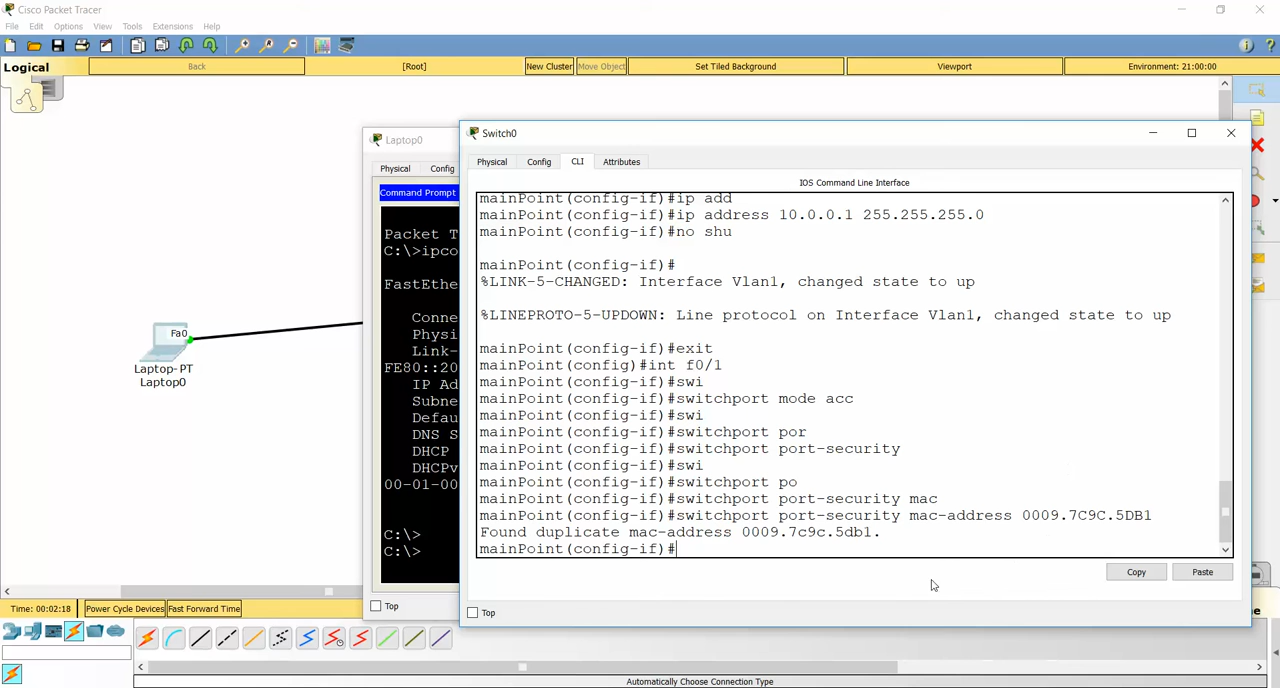 Cisco Packet Tracer
File Edit Options View Tools Extensions Help
Logical Back [Root] New Cluster Move Object Set Tiled Background Viewport Environment: 21:00:00
Laptop0
Physical Config
Command Prompt
Packet T
C:\>ipco
FastEthe
Conne
Physi
Link-
FE80::20
IP Ad
Subne
Defau
DNS S
DHCP
DHCPv
00-01-00
C:\>
C:\>
Top
Switch0
Physical Config CLI Attributes
IOS Command Line Interface
mainPoint(config-if)#ip add
mainPoint(config-if)#ip address 10.0.0.1 255.255.255.0
mainPoint(config-if)#no shu
mainPoint(config-if)#
%LINK-5-CHANGED: Interface Vlan1, changed state to up
%LINEPROTO-5-UPDOWN: Line protocol on Interface Vlan1, changed state to up
mainPoint(config-if)#exit
mainPoint(config)#int f0/1
mainPoint(config-if)#swi
mainPoint(config-if)#switchport mode acc
mainPoint(config-if)#swi
mainPoint(config-if)#switchport por
mainPoint(config-if)#switchport port-security
mainPoint(config-if)#swi
mainPoint(config-if)#switchport po
mainPoint(config-if)#switchport port-security mac
mainPoint(config-if)#switchport port-security mac-address 0009.7C9C.5DB1
Found duplicate mac-address 0009.7c9c.5db1.
mainPoint(config-if)#
Copy Paste
Top
Fa0
Laptop-PT
Laptop0
Time: 00:02:18 Power Cycle Devices Fast Forward Time
Automatically Choose Connection Type